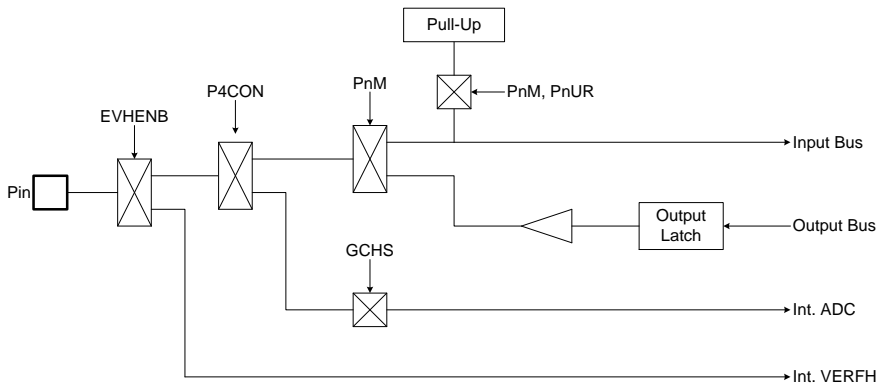 Pull-Up
PnM
PnM, PnUR
P4CON
EVHENB
Input Bus
Pin
Output
Latch
Output Bus
GCHS
Int. ADC
Int. VERFH